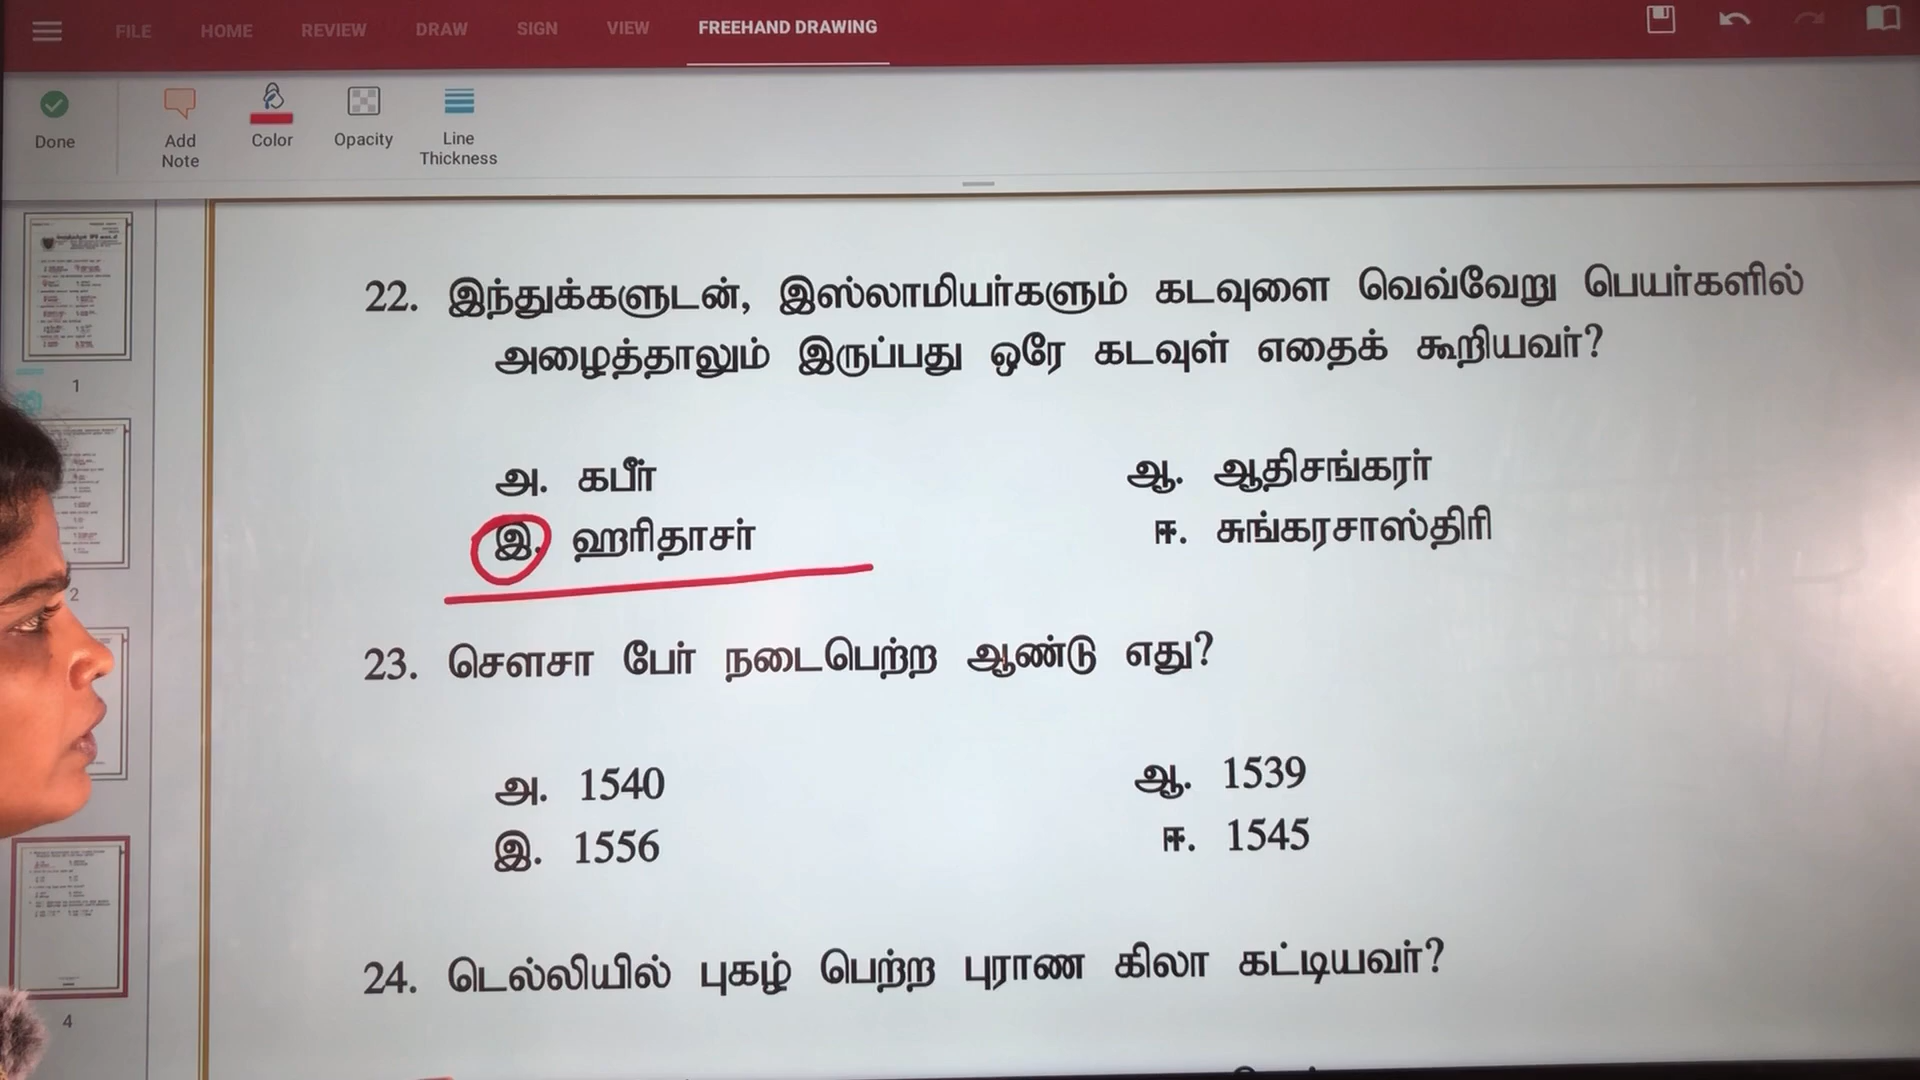 FILE HOME REVIEW DRAW SIGN VIEW FREEHAND DRAWING
Done
Add Note
Color
Opacity
Line Thickness
22. இந்துக்களுடன், இஸ்லாமியர்களும் கடவுளை வெவ்வேறு பெயர்களில்
அழைத்தாலும் இருப்பது ஒரே கடவுள் எதைக் கூறியவர்?
அ. கபீர் ஆ. ஆதிசங்கரர்
இ. ஹரிதாசர் ஈ. சுங்கரசாஸ்திரி
23. சௌசா போர் நடைபெற்ற ஆண்டு எது?
அ. 1540 ஆ. 1539
இ. 1556 ஈ. 1545
24. டெல்லியில் புகழ் பெற்ற புராண கிலா கட்டியவர்?
1
2
4